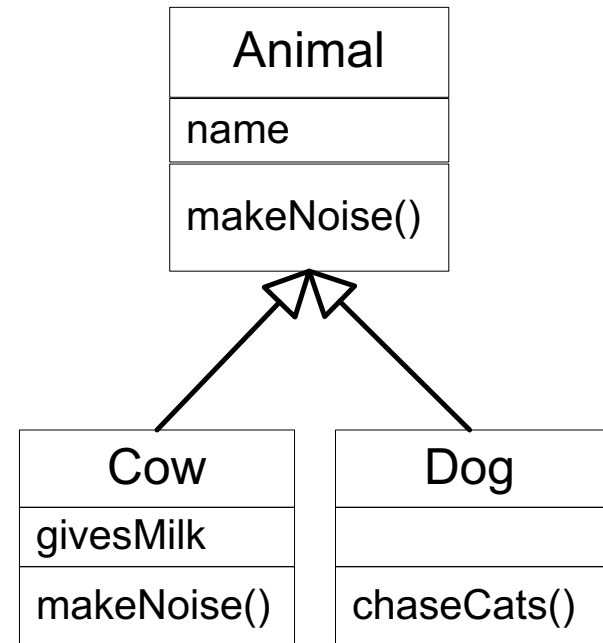 Animal
name
makeNoise()
Cow
givesMilk
makeNoise()
Dog
chaseCats()